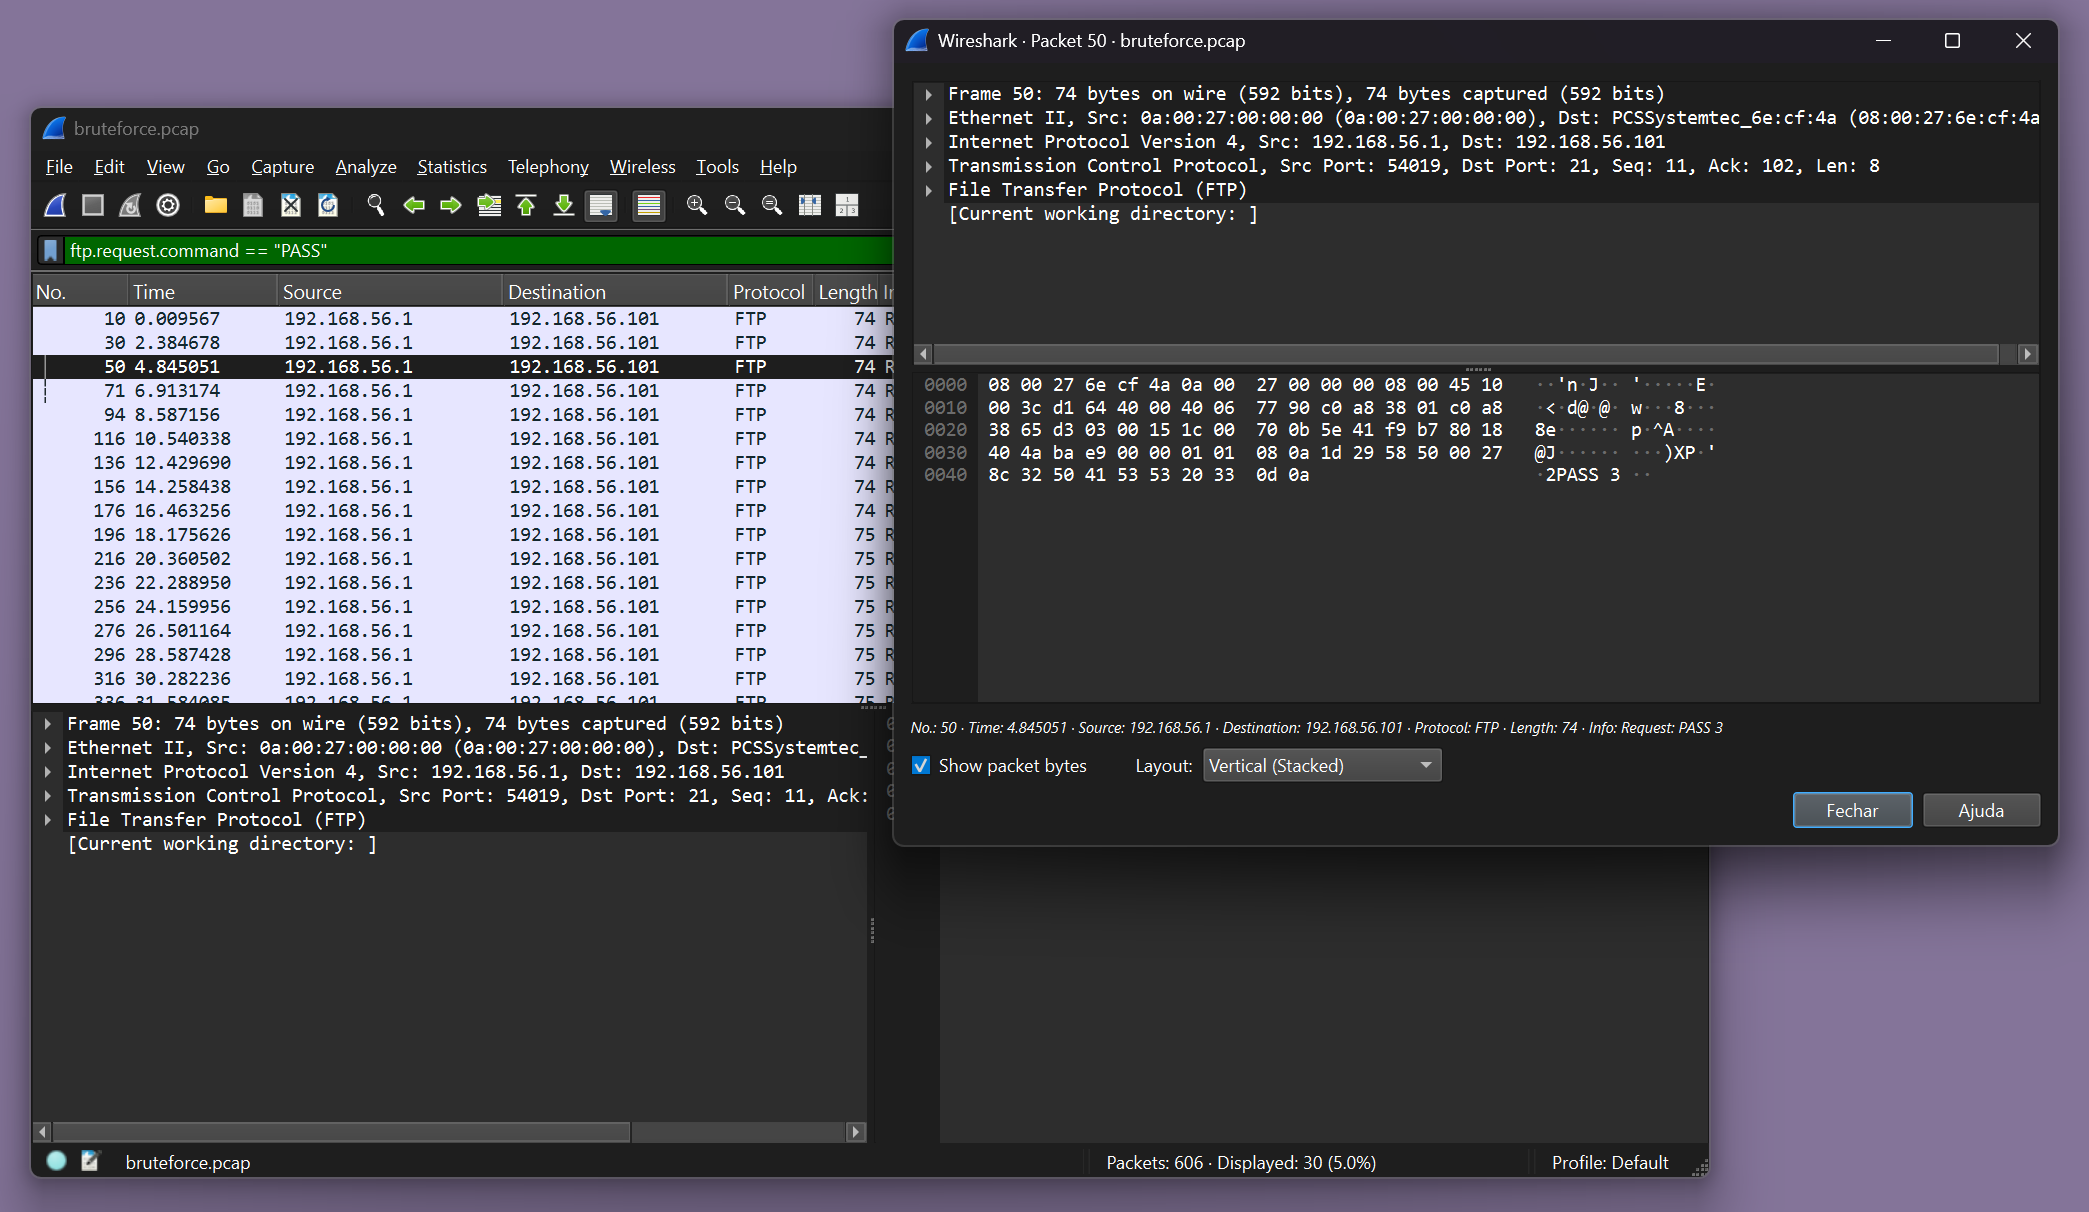 bruteforce.pcap
File Edit View Go Capture Analyze Statistics Telephony Wireless Tools Help
ftp.request.command == "PASS"
No. Time Source Destination Protocol Length
10 0.009567 192.168.56.1 192.168.56.101 FTP 74 R
30 2.384678 192.168.56.1 192.168.56.101 FTP 74 R
50 4.845051 192.168.56.1 192.168.56.101 FTP 74 R
71 6.913174 192.168.56.1 192.168.56.101 FTP 74 R
94 8.587156 192.168.56.1 192.168.56.101 FTP 74 R
116 10.540338 192.168.56.1 192.168.56.101 FTP 74 R
136 12.429690 192.168.56.1 192.168.56.101 FTP 74 R
156 14.258438 192.168.56.1 192.168.56.101 FTP 74 R
176 16.463256 192.168.56.1 192.168.56.101 FTP 74 R
196 18.175626 192.168.56.1 192.168.56.101 FTP 75 R
216 20.360502 192.168.56.1 192.168.56.101 FTP 75 R
236 22.288950 192.168.56.1 192.168.56.101 FTP 75 R
256 24.159956 192.168.56.1 192.168.56.101 FTP 75 R
276 26.501164 192.168.56.1 192.168.56.101 FTP 75 R
296 28.587428 192.168.56.1 192.168.56.101 FTP 75 R
316 30.282236 192.168.56.1 192.168.56.101 FTP 75 R
336 31.584085 192.168.56.1 192.168.56.101 FTP 75 R
Frame 50: 74 bytes on wire (592 bits), 74 bytes captured (592 bits)
Ethernet II, Src: 0a:00:27:00:00:00 (0a:00:27:00:00:00), Dst: PCSSystemtec_
Internet Protocol Version 4, Src: 192.168.56.1, Dst: 192.168.56.101
Transmission Control Protocol, Src Port: 54019, Dst Port: 21, Seq: 11, Ack:
File Transfer Protocol (FTP)
[Current working directory: ]
bruteforce.pcap
Packets: 606 · Displayed: 30 (5.0%)
Profile: Default
Wireshark · Packet 50 · bruteforce.pcap
Frame 50: 74 bytes on wire (592 bits), 74 bytes captured (592 bits)
Ethernet II, Src: 0a:00:27:00:00:00 (0a:00:27:00:00:00), Dst: PCSSystemtec_6e:cf:4a (08:00:27:6e:cf:4a
Internet Protocol Version 4, Src: 192.168.56.1, Dst: 192.168.56.101
Transmission Control Protocol, Src Port: 54019, Dst Port: 21, Seq: 11, Ack: 102, Len: 8
File Transfer Protocol (FTP)
[Current working directory: ]
0000 08 00 27 6e cf 4a 0a 00 27 00 00 00 08 00 45 10 ··'n·J·· '·····E·
0010 00 3c d1 64 40 00 40 06 77 90 c0 a8 38 01 c0 a8 ·<·d@·@· w···8···
0020 38 65 d3 03 00 15 1c 00 70 0b 5e 41 f9 b7 80 18 8e······ p·^A····
0030 40 4a ba e9 00 00 01 01 08 0a 1d 29 58 50 00 27 @J······ ···)XP·'
0040 8c 32 50 41 53 53 20 33 0d 0a ·2PASS 3 ··
No.: 50 · Time: 4.845051 · Source: 192.168.56.1 · Destination: 192.168.56.101 · Protocol: FTP · Length: 74 · Info: Request: PASS 3
Show packet bytes
Layout: Vertical (Stacked)
Fechar
Ajuda